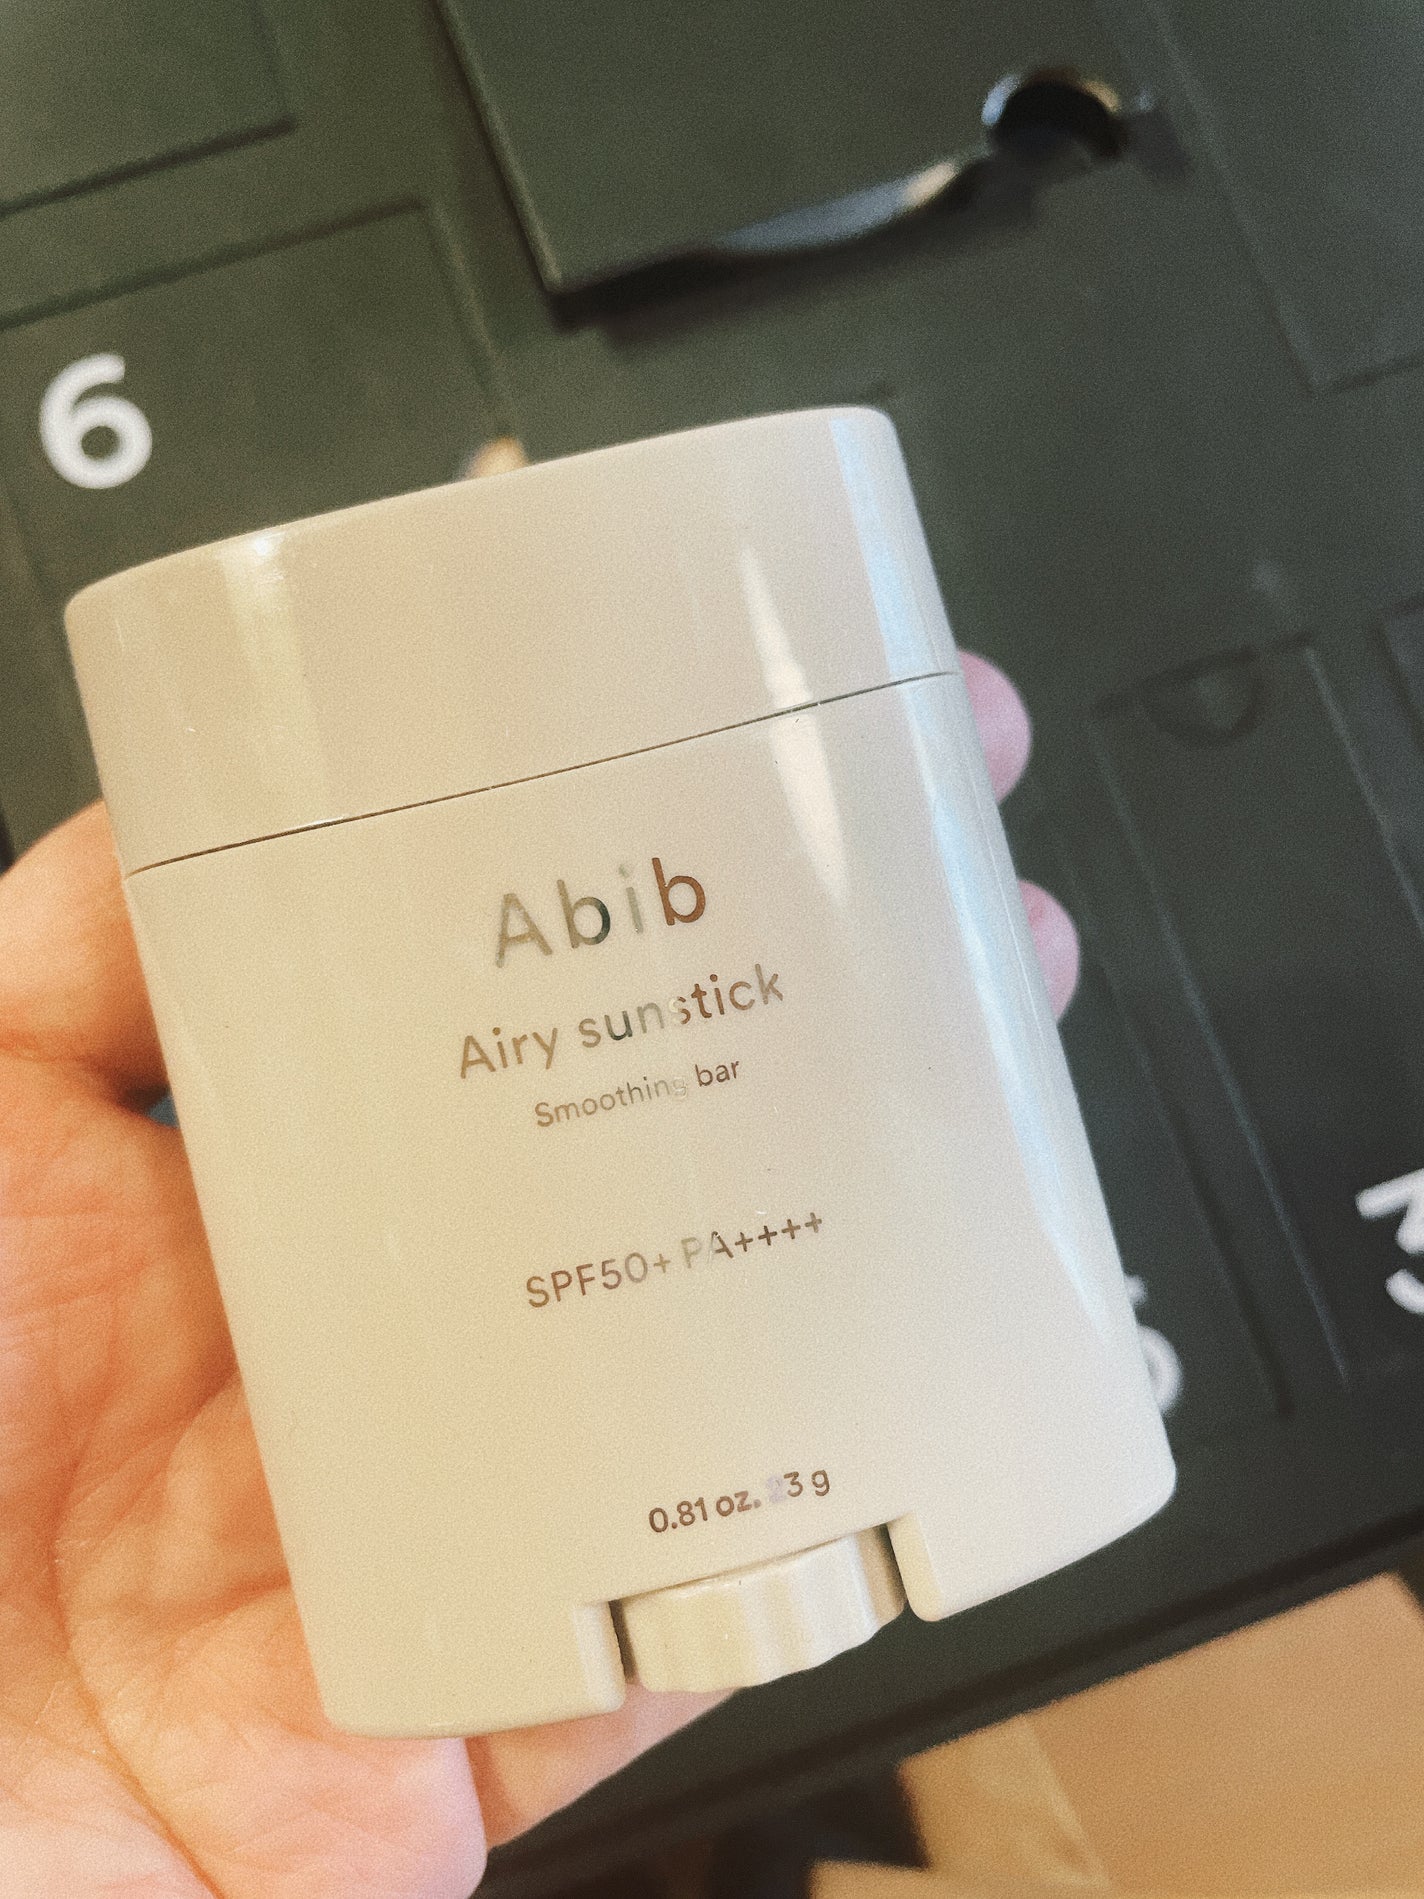 6
Abib
Airy sunstick
Smoothing bar
SPF50+ PA++++
0.81 oz. 23 g